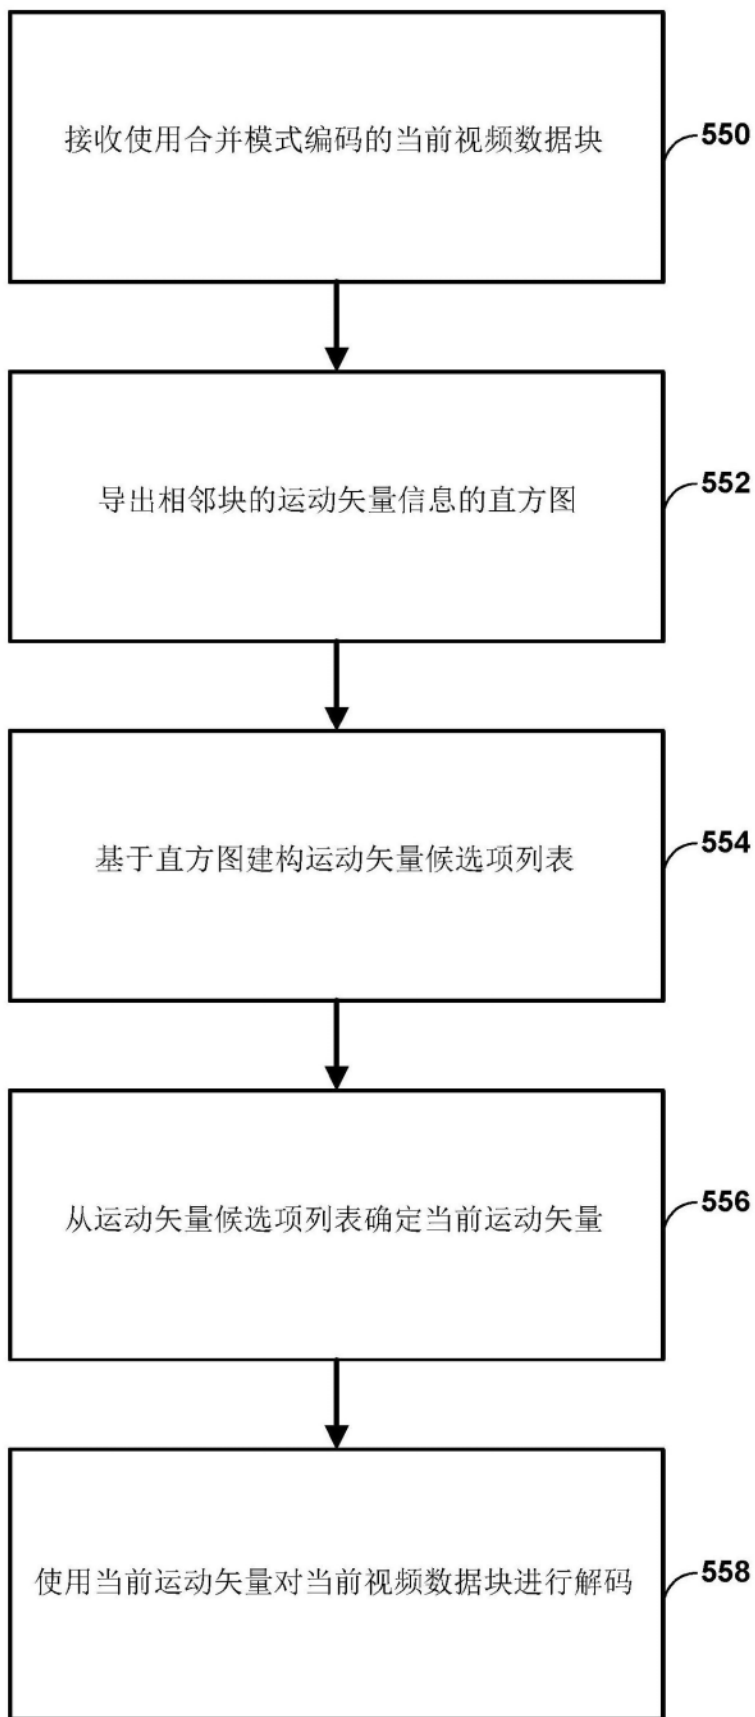 接收使用合并模式编码的当前视频数据块
550
导出相邻块的运动矢量信息的直方图
552
基于直方图建构运动矢量候选项列表
554
从运动矢量候选项列表确定当前运动矢量
556
使用当前运动矢量对当前视频数据块进行解码
558